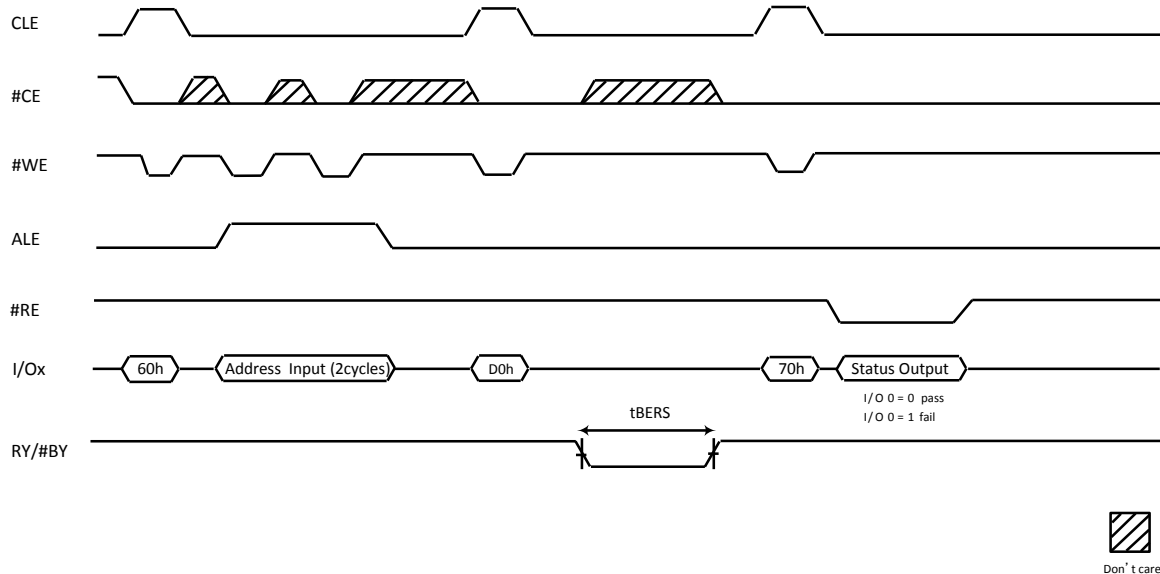 CLE
#CE
#WE
ALE
#RE
I/Ox
60h
Address Input (2cycles)
D0h
70h
Status Output
I/O 0 = 0 pass
I/O 0 = 1 fail
tBERS
RY/#BY
Don't care